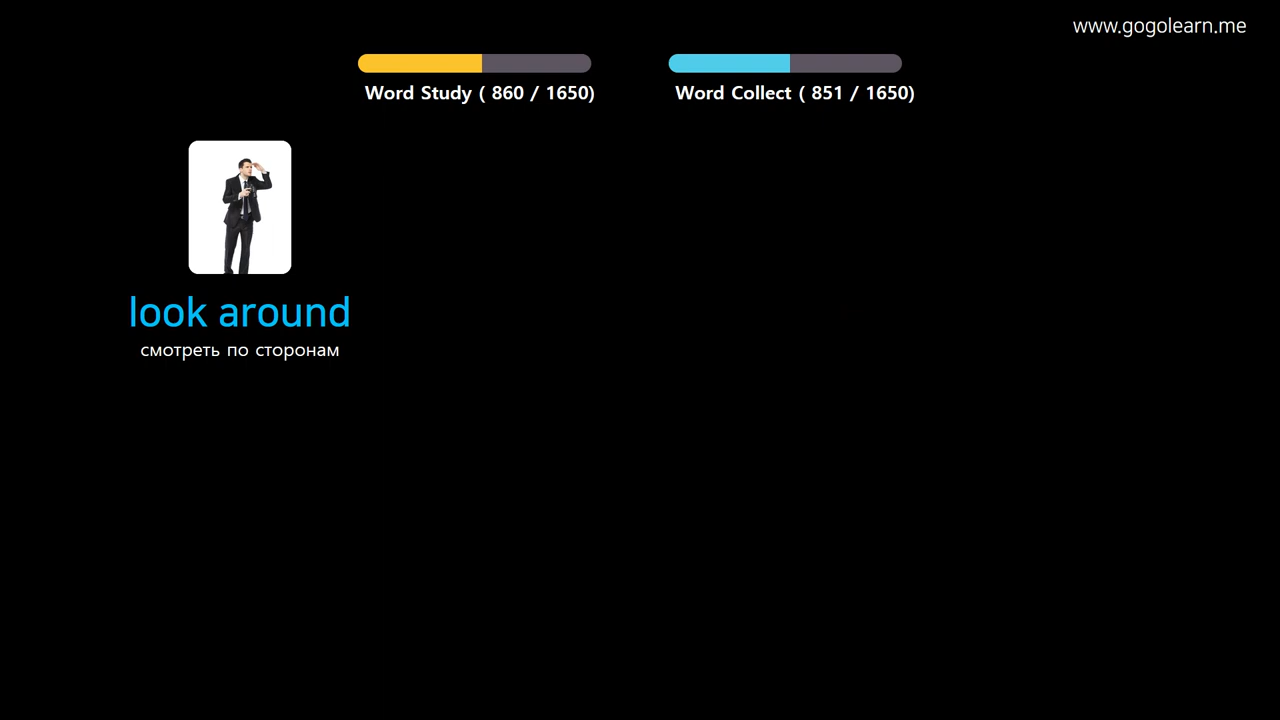 www.gogolearn.me
Word Study ( 860 / 1650)
Word Collect ( 851 / 1650)
look around
смотреть по сторонам